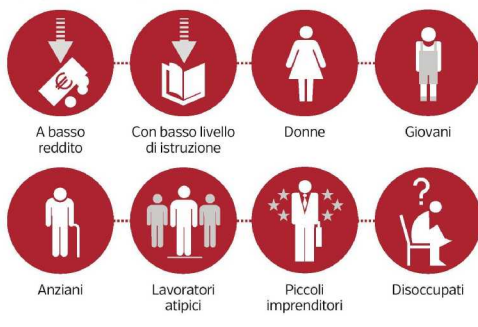 €
A basso
reddito
Con basso livello
di istruzione
Donne
Giovani
?
Anziani
Lavoratori
atipici
Piccoli
imprenditori
Disoccupati